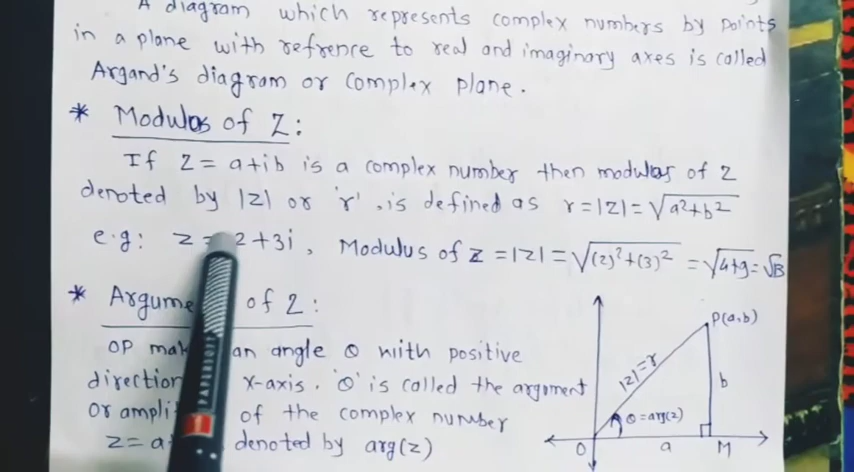 A diagram which represents complex numbers by points
in a plane with refrence to real and imaginary axes is called
Argand's diagram or complex plane.
* Modulus of Z:
If Z = a+ib is a complex number then modulus of z
denoted by |z| or 'r', is defined as r = |z| = √a²+b²
e.g: z = 2+3i, Modulus of z = |z| = √(2)²+(3)² = √4+9 = √13
* Argume of z:
OP mak an angle θ with positive
direction x-axis. 'θ' is called the argument
or ampli of the complex number
z = a denoted by arg(z)
P(a,b)
|z|=r
b
θ=arg(z)
O a M